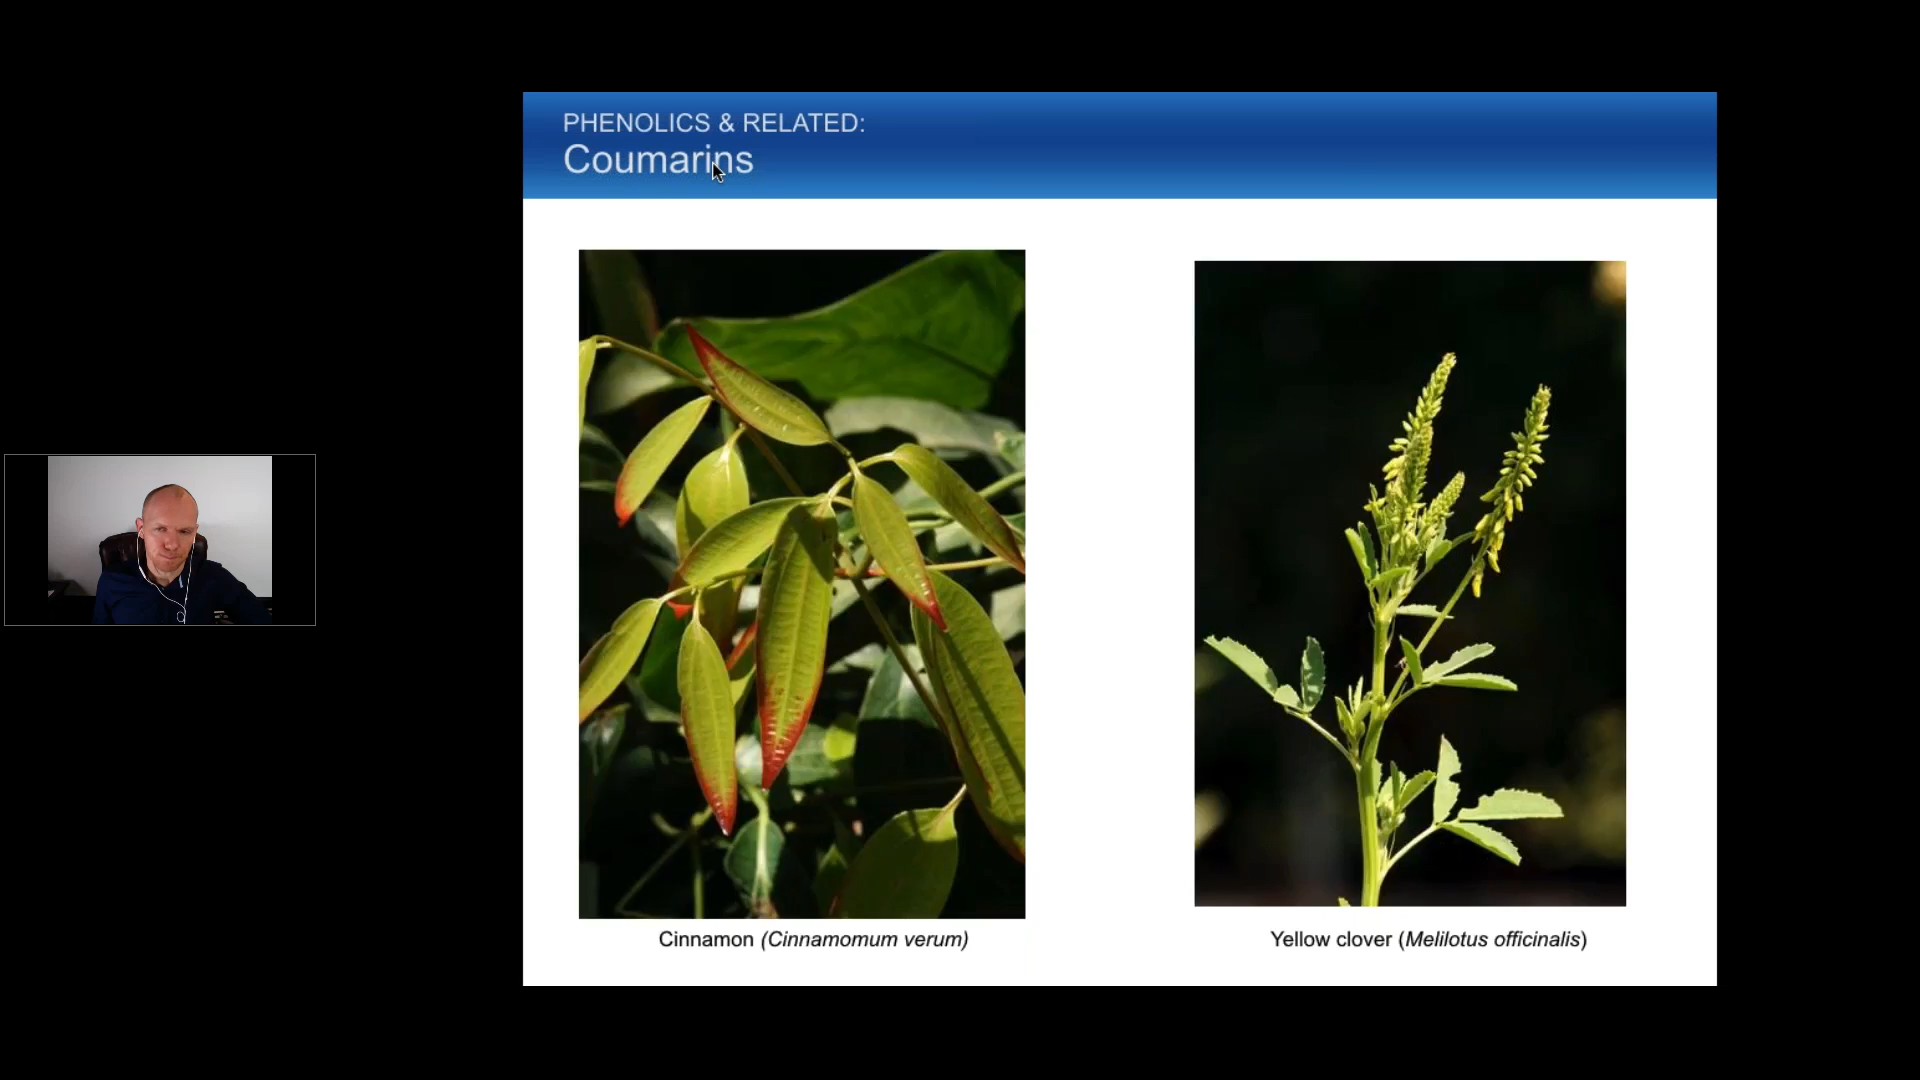 PHENOLICS & RELATED:
Coumarins
Cinnamon (Cinnamomum verum)
Yellow clover (Melilotus officinalis)